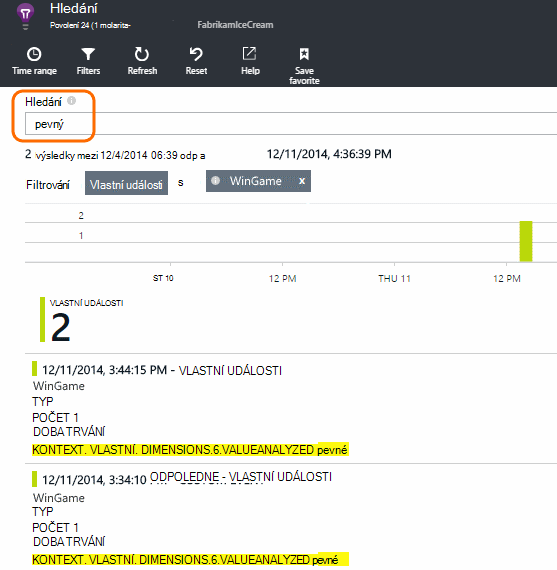 Hledání
Povolení 24 (1 molarita-
FabrikamIceCream
Time range Filters Refresh Reset Help Save favorite
Hledání
pevný
2 výsledky mezi 12/4/2014 06:39 odp a 12/11/2014, 4:36:39 PM
Filtrování Vlastní události s WinGame x
2
1
ST 10 12 PM THU 11 12 PM
VLASTNÍ UDÁLOSTI
2
12/11/2014, 3:44:15 PM - VLASTNÍ UDÁLOSTI
WinGame
TYP
POČET 1
DOBA TRVÁNÍ
KONTEXT. VLASTNÍ. DIMENSIONS.6.VALUEANALYZED pevné
12/11/2014, 3:34:10 ODPOLEDNE - VLASTNÍ UDÁLOSTI
WinGame
TYP
POČET 1
DOBA TRVÁNÍ
KONTEXT. VLASTNÍ. DIMENSIONS.6.VALUEANALYZED pevné